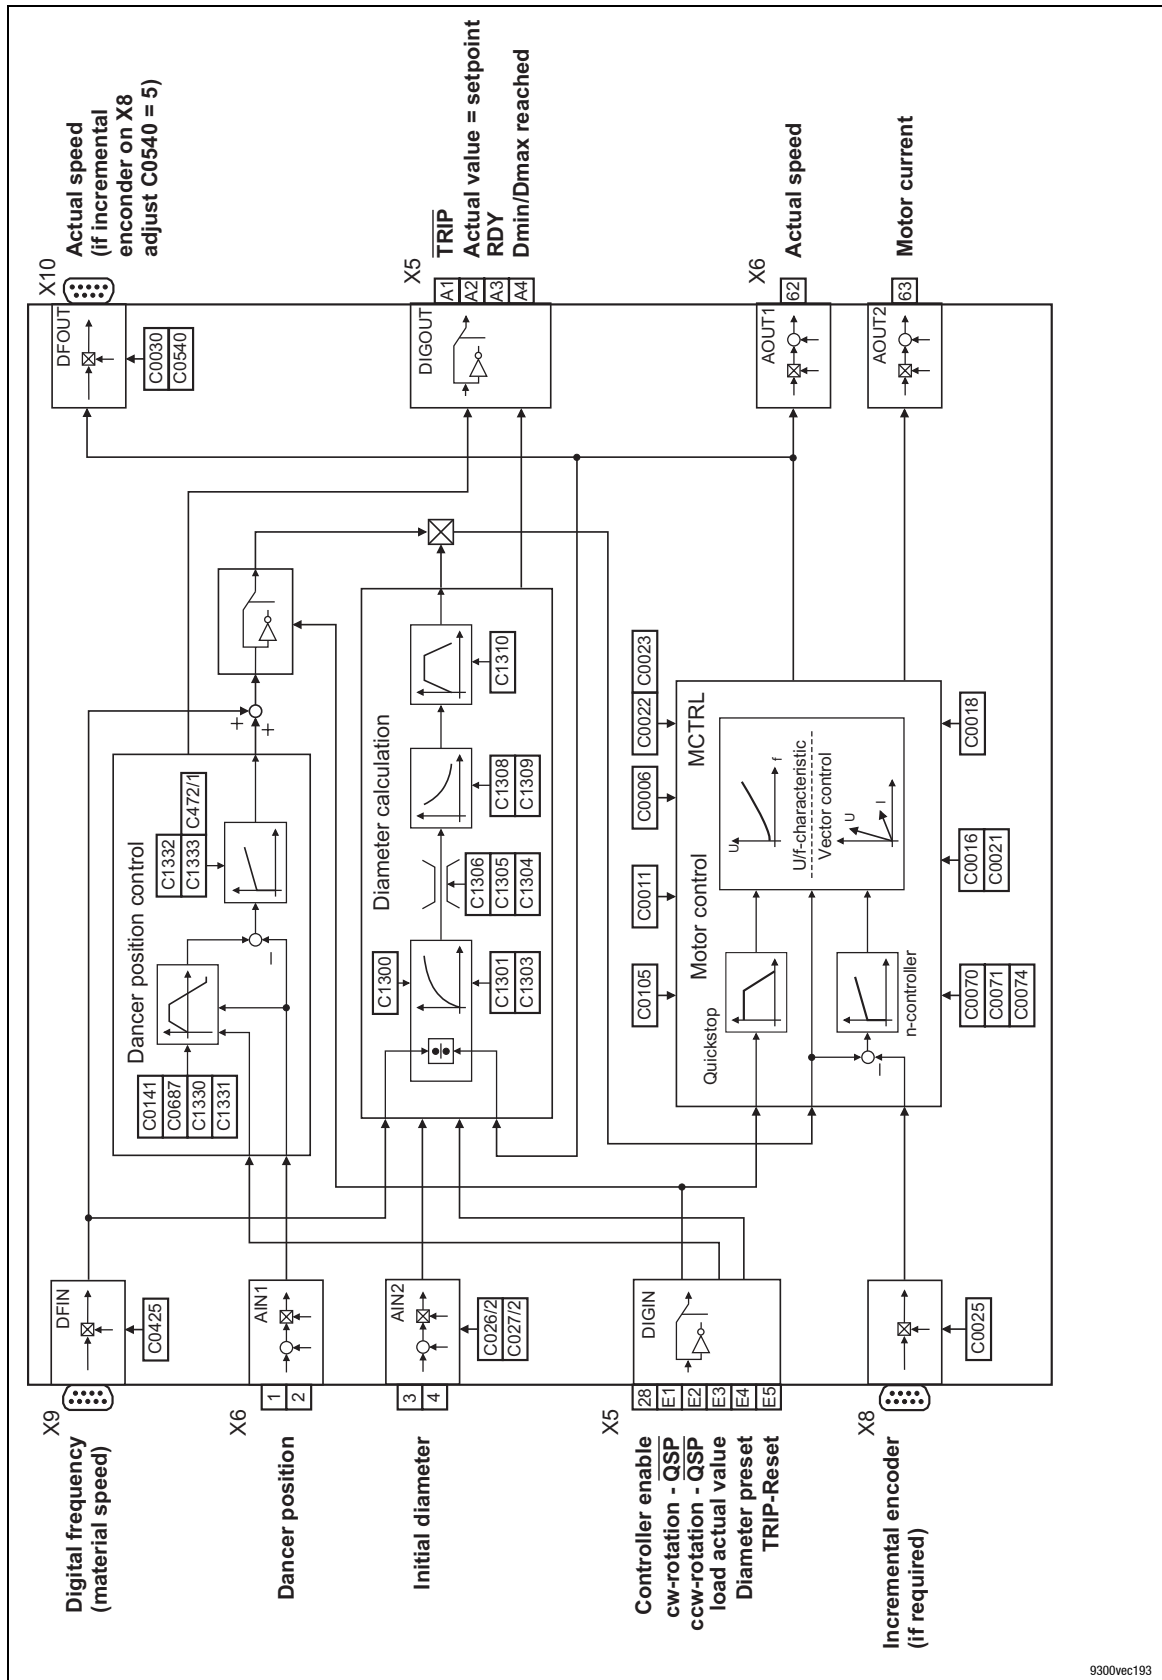 X9
Digital frequency
(material speed)
DFIN
C0425
X6
Dancer position
1
2
AIN1
Initial diameter
3
4
AIN2
C026/2
C027/2
X5
Controller enable
cw-rotation - QSP
ccw-rotation - QSP
load actual value
Diameter preset
TRIP-Reset
28
E1
E2
E3
E4
E5
DIGIN
X8
Incremental encoder
(if required)
C0025
Dancer position control
C0141
C0687
C1330
C1331
−
C1332
C1333
C472/1
+
+
Diameter calculation
C1300
C1301
C1303
C1306
C1305
C1304
C1308
C1309
C1310
Motor control
MCTRL
C0105
C0011
C0006
C0022
C0023
Quickstop
−
n-controller
U
f
U/f-characteristic
Vector control
U
I
C0070
C0071
C0074
C0016
C0021
C0018
DFOUT
C0030
C0540
X10
Actual speed
(if incremental
enconder on X8
adjust C0540 = 5)
DIGOUT
X5
A1
A2
A3
A4
TRIP
Actual value = setpoint
RDY
Dmin/Dmax reached
X6
AOUT1
62
Actual speed
AOUT2
63
Motor current
9300vec193